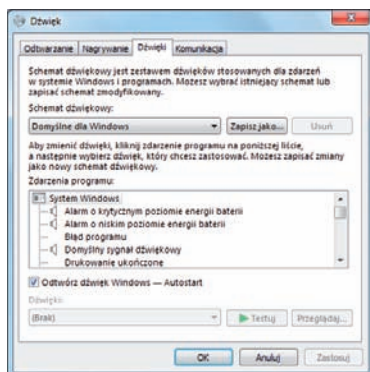 Dźwięk
Odtwarzanie Nagrywanie Dźwięki Komunikacja
Schemat dźwiękowy jest zestawem dźwięków stosowanych dla zdarzeń
w systemie Windows i programach. Możesz wybrać istniejący schemat lub
zapisać schemat zmodyfikowany.
Schemat dźwiękowy:
Domyślne dla Windows Zapisz jako... Usuń
Aby zmienić dźwięki, kliknij zdarzenie programu na poniższej liście,
a następnie wybierz dźwięk, który chcesz zastosować. Możesz zapisać zmiany
jako nowy schemat dźwiękowy.
Zdarzenia programu:
System Windows
Alarm o krytycznym poziomie energii baterii
Alarm o niskim poziomie energii baterii
Błąd programu
Domyślny sygnał dźwiękowy
Drukowanie ukończone
Odtwórz dźwięk Windows — Autostart
Dźwięki:
(Brak) Testuj Przeglądaj...
OK Anuluj Zastosuj